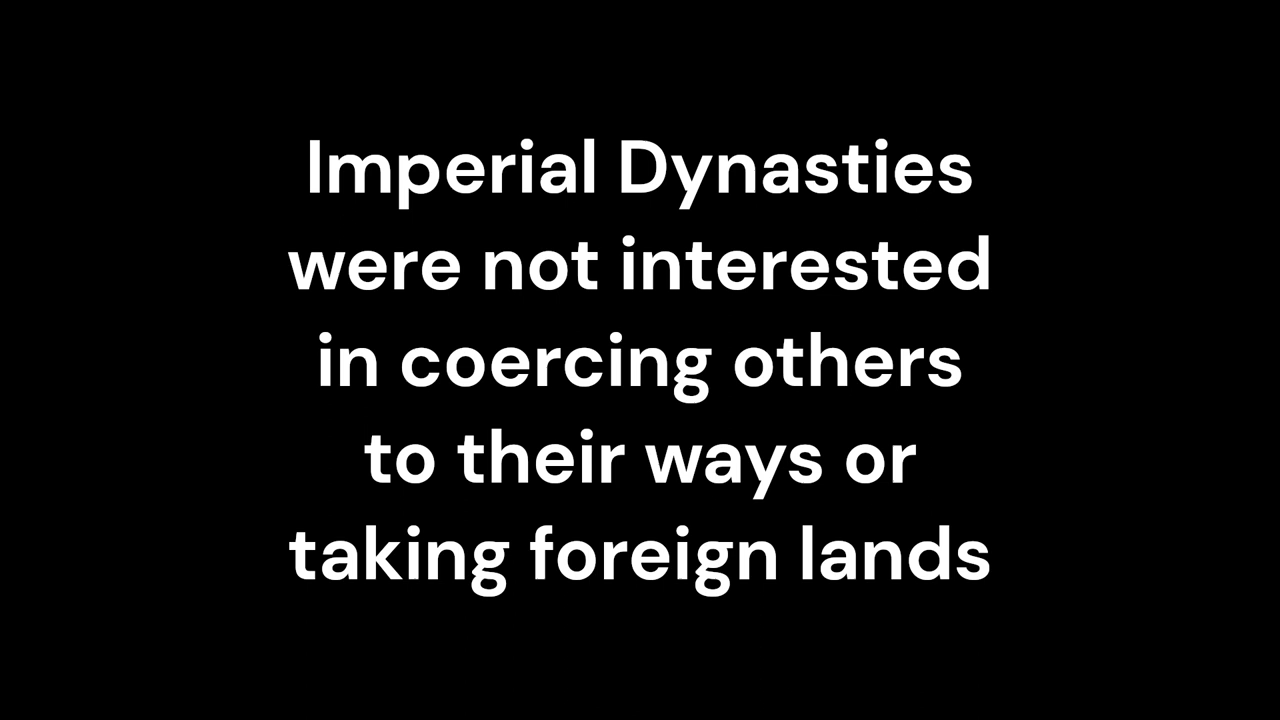 Imperial Dynasties
were not interested
in coercing others
to their ways or
taking foreign lands